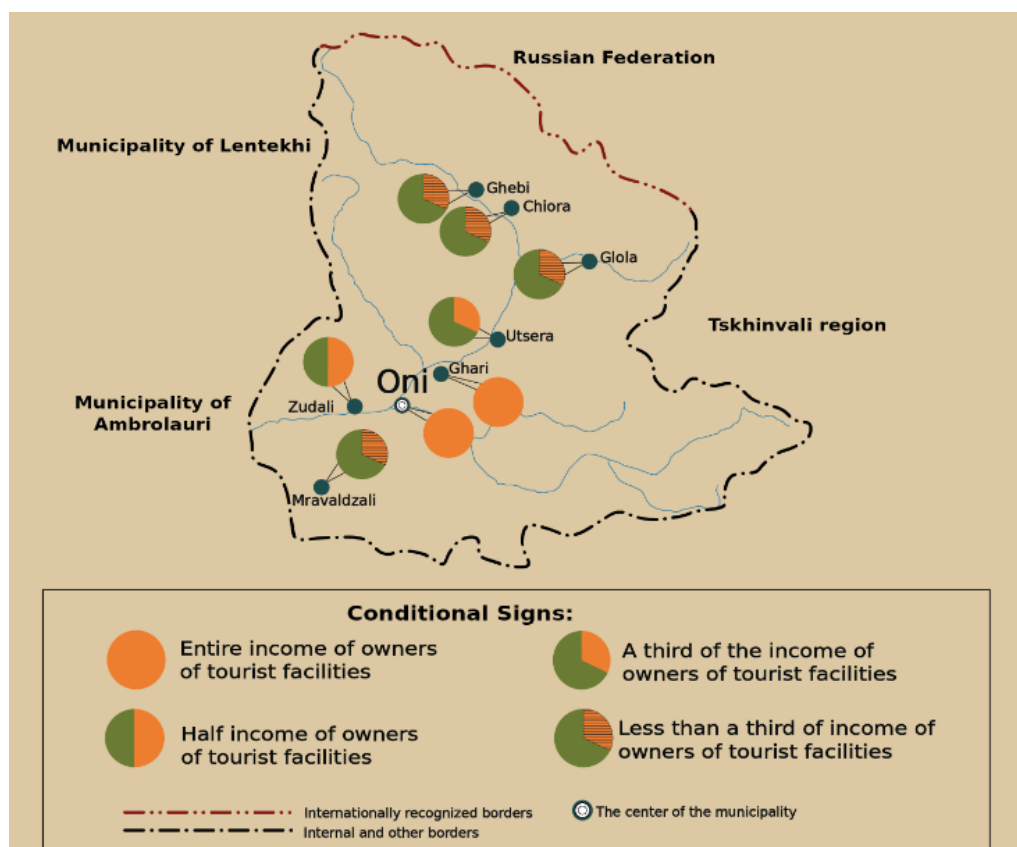 Russian Federation
Municipality of Lentekhi
Ghebi
Chiora
Glola
Tskhinvali region
Utsera
Ghari
Oni
Municipality of
Ambrolauri
Zudali
Mravaldzali
Conditional Signs:
Entire income of owners
of tourist facilities
A third of the income of
owners of tourist facilities
Half income of owners
of tourist facilities
Less than a third of income of
owners of tourist facilities
Internationally recognized borders
The center of the municipality
Internal and other borders